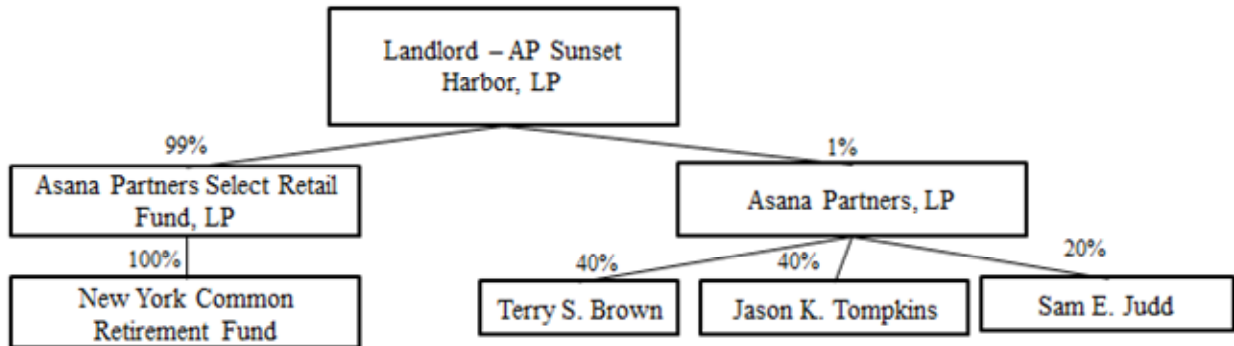 Landlord – AP Sunset
Harbor, LP
99%
1%
Asana Partners Select Retail
Fund, LP
Asana Partners, LP
100%
40%
40%
20%
New York Common
Retirement Fund
Terry S. Brown
Jason K. Tompkins
Sam E. Judd